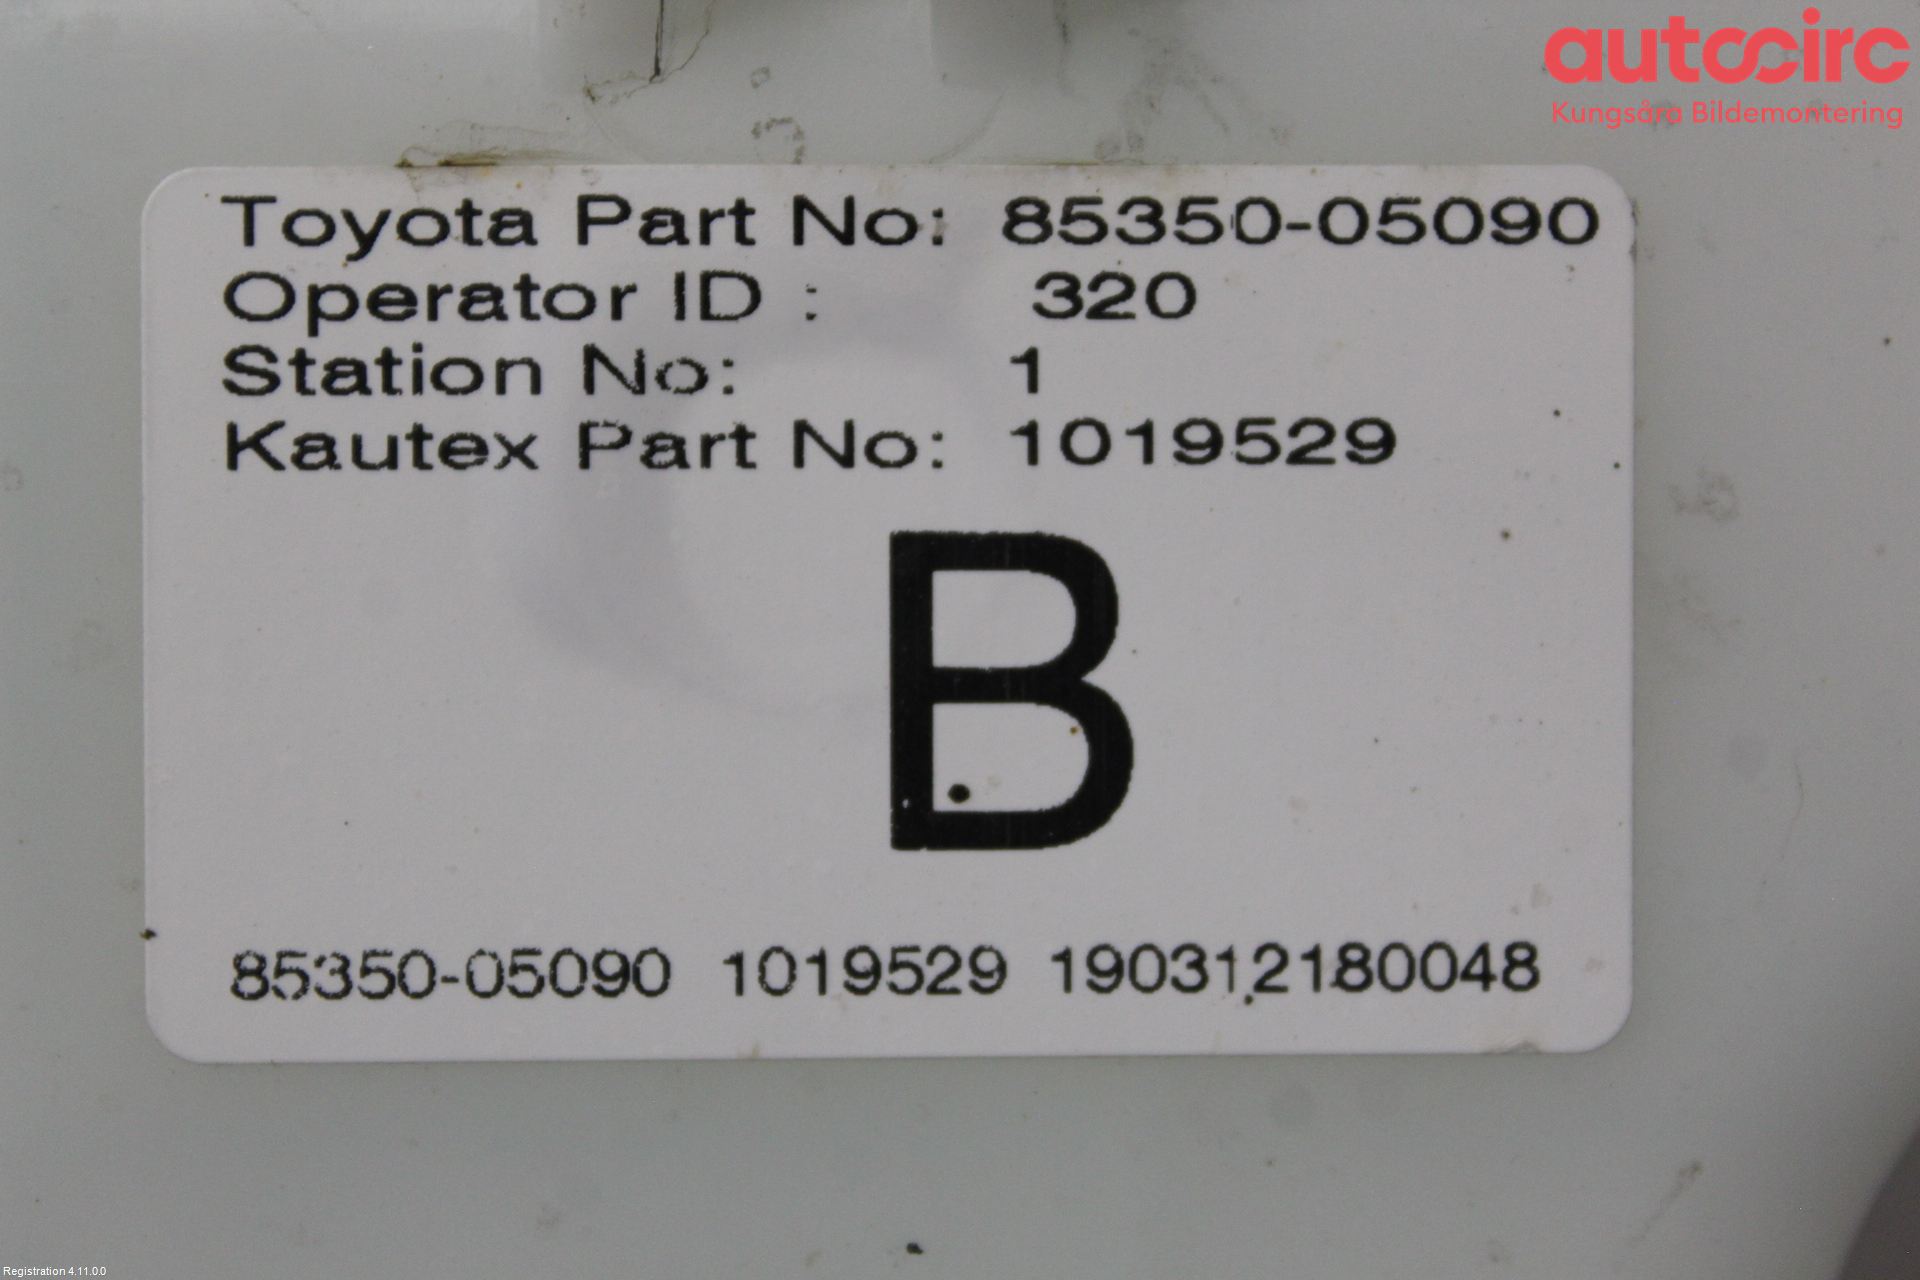 autocirc
Kungsåra Bildemontering
Toyota Part No: 85350-05090
Operator ID : 320
Station No: 1
Kautex Part No: 1019529
B
85350-05090 1019529 190312180048
Registration 4.11.0.0